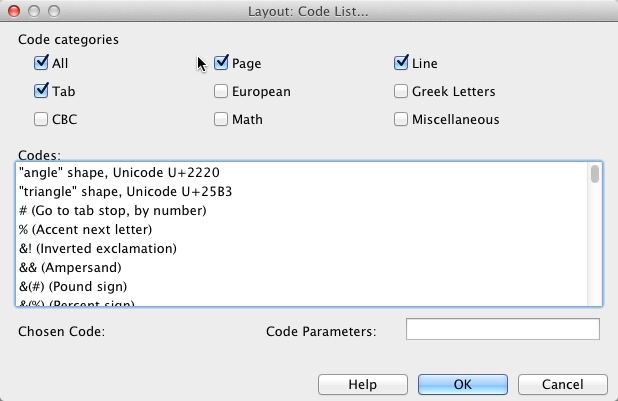 Layout: Code List...
Code categories
All Page Line
Tab European Greek Letters
CBC Math Miscellaneous
Codes:
"angle" shape, Unicode U+2220
"triangle" shape, Unicode U+25B3
# (Go to tab stop, by number)
% (Accent next letter)
&! (Inverted exclamation)
&& (Ampersand)
&(#) (Pound sign)
&(%) (Percent sign)
Chosen Code: Code Parameters:
Help OK Cancel